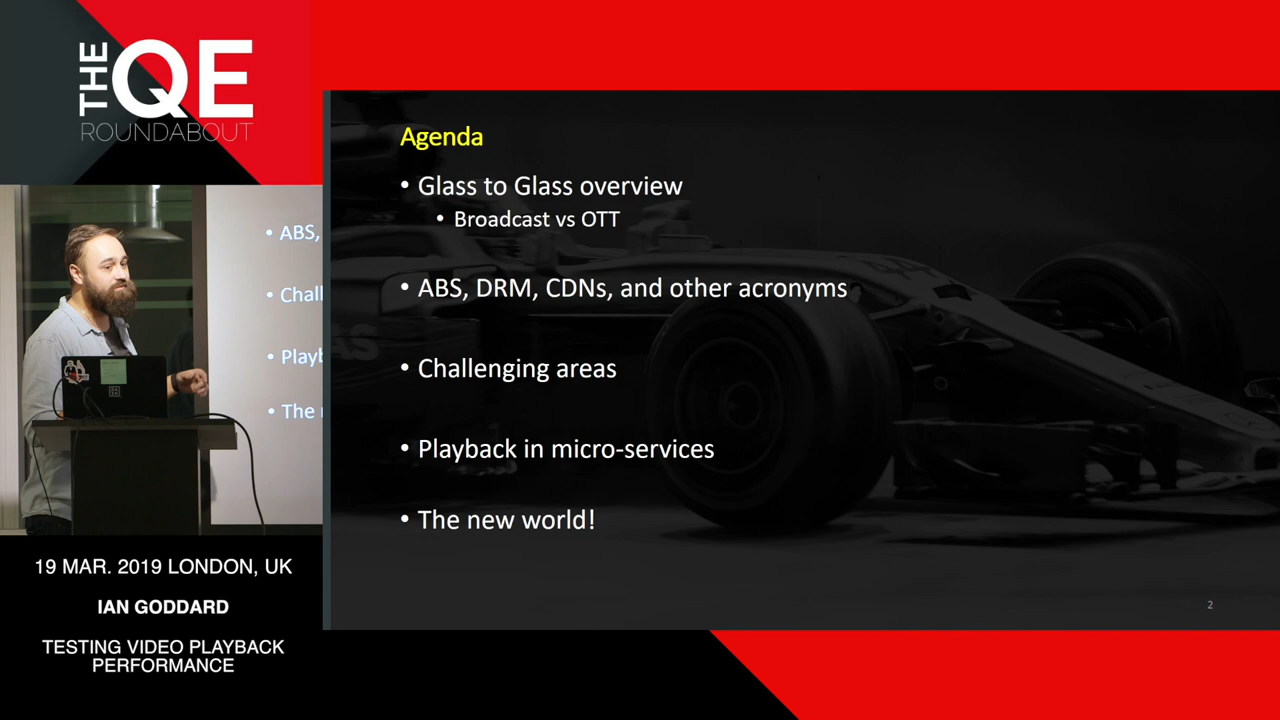 THE
QE
ROUNDABOUT
Agenda
• Glass to Glass overview
• Broadcast vs OTT
• ABS, DRM, CDNs, and other acronyms
• Challenging areas
• Playback in micro-services
• The new world!
2
• ABS,
• Chall
• Playb
• The
19 MAR. 2019 LONDON, UK
IAN GODDARD
TESTING VIDEO PLAYBACK
PERFORMANCE